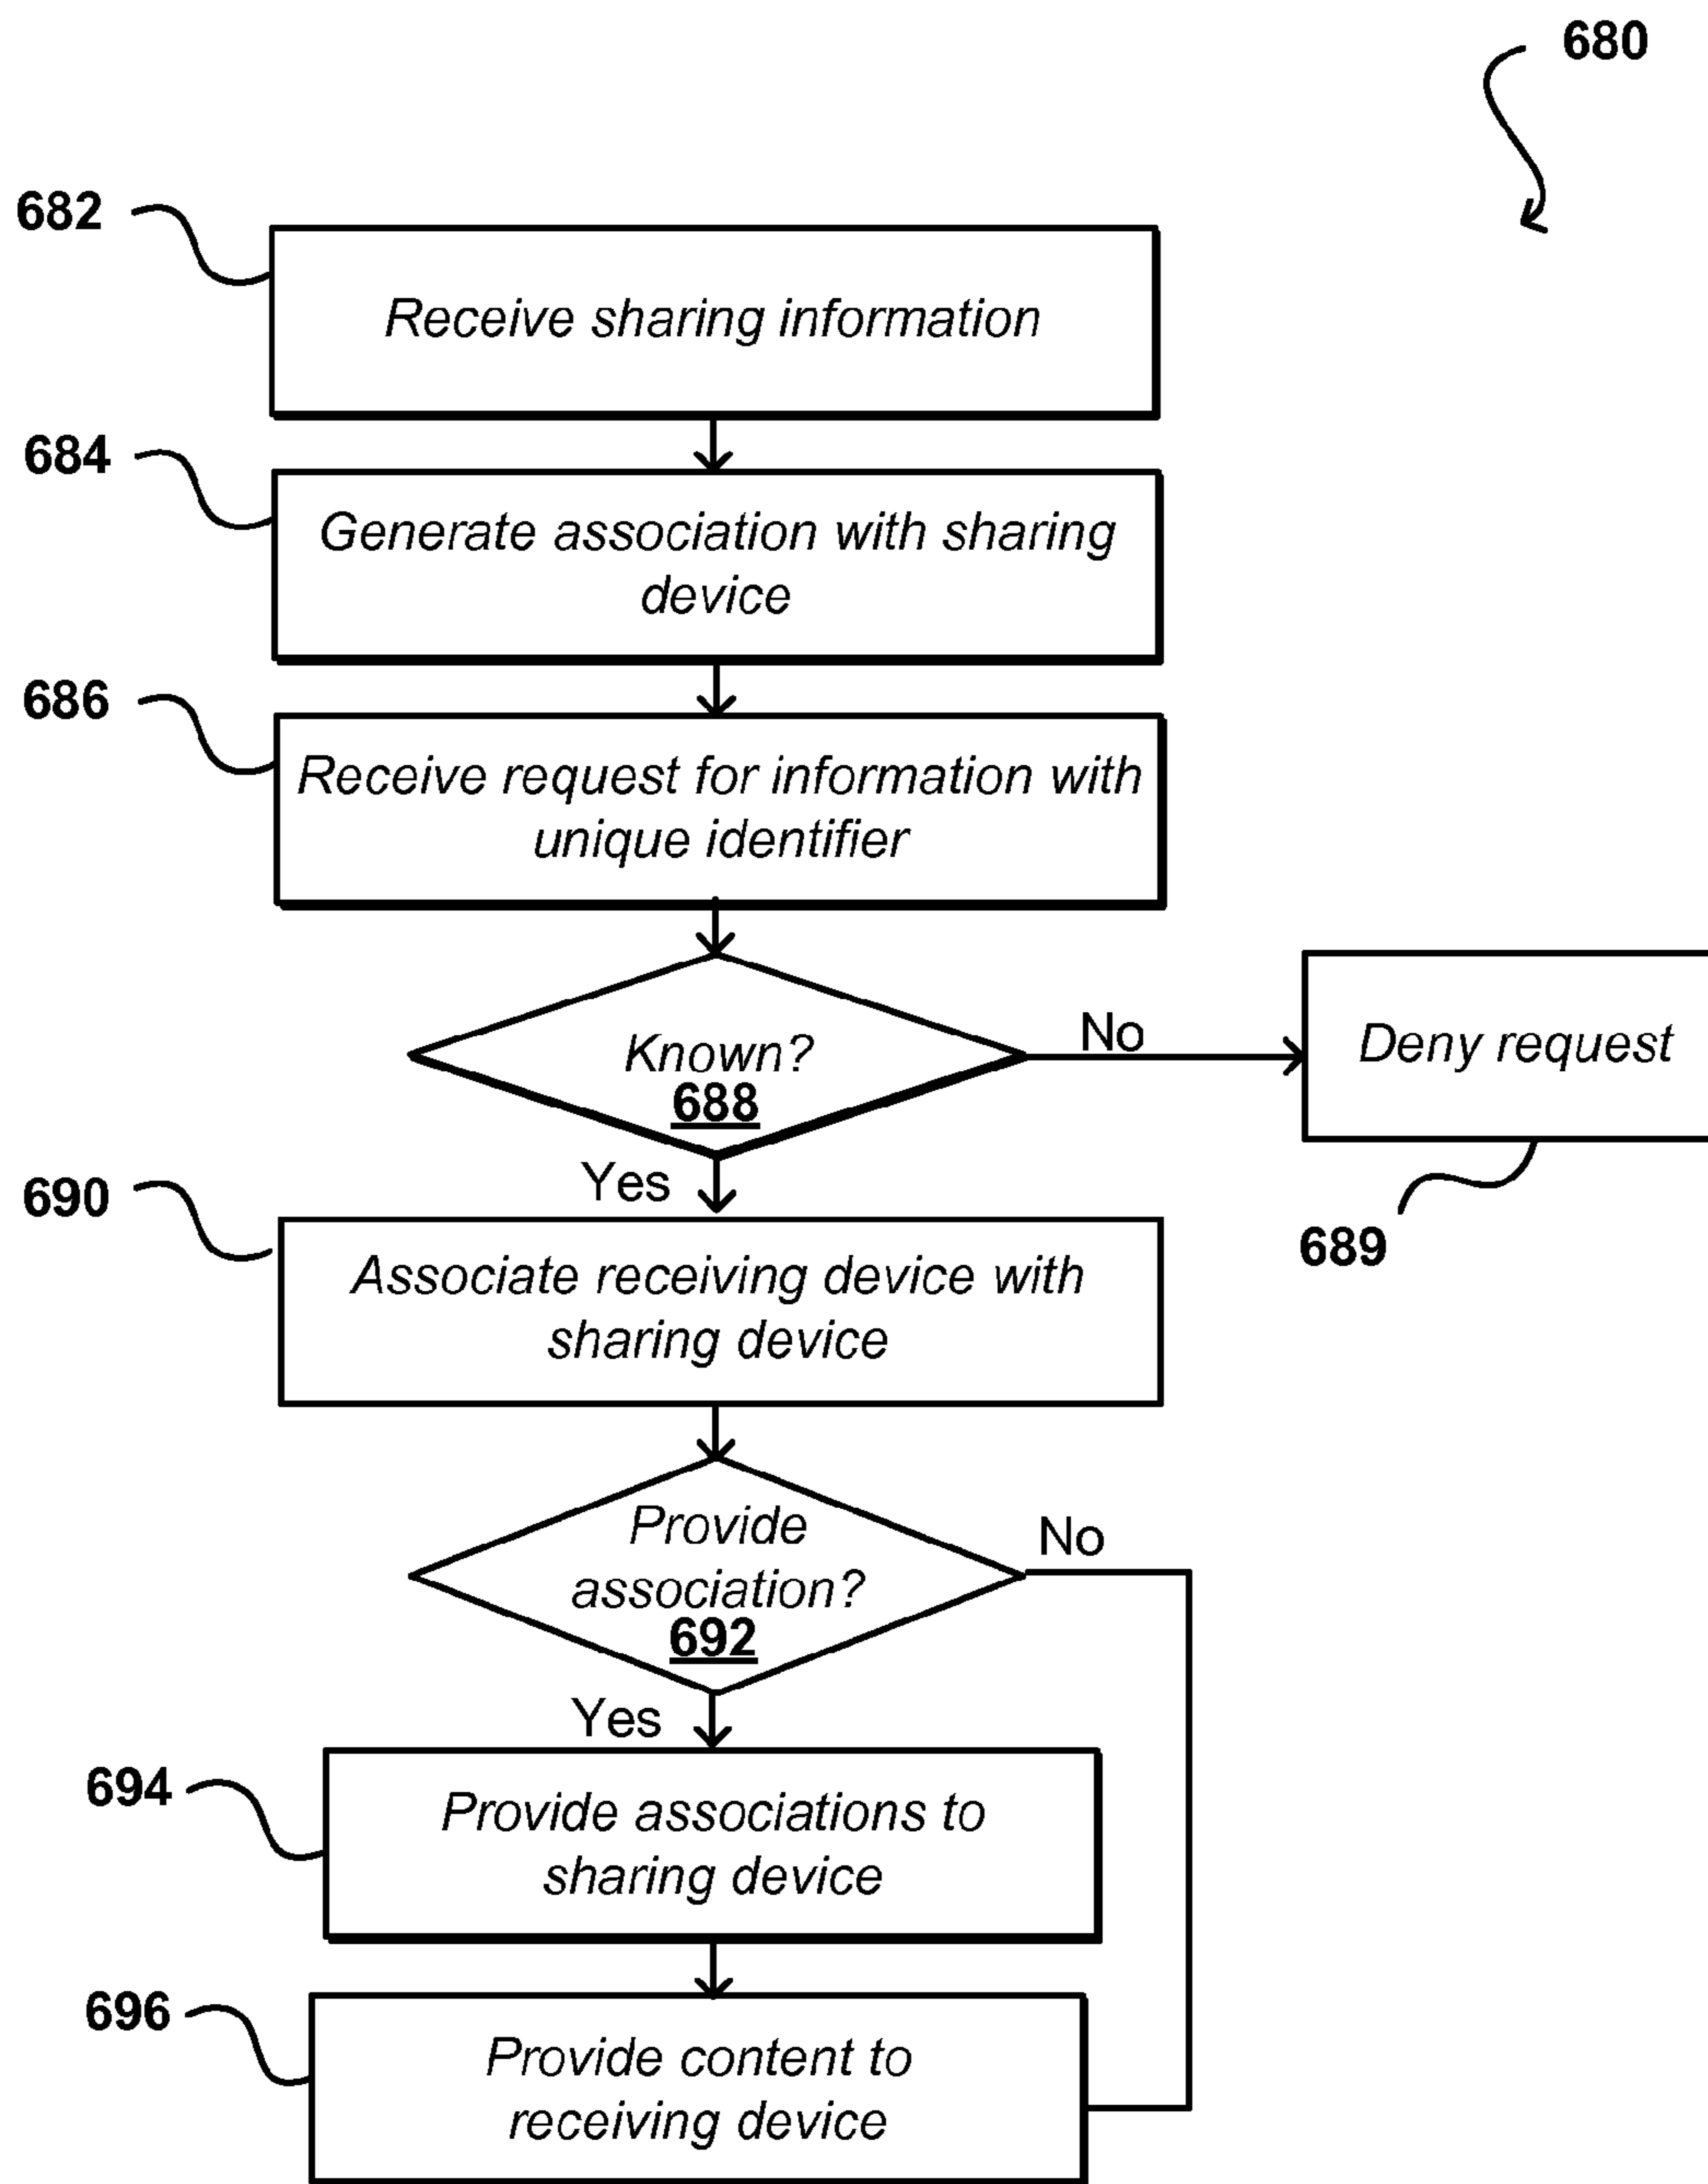 680
682
Receive sharing information
684
Generate association with sharing
device
686
Receive request for information with
unique identifier
Known?
688
No
Deny request
689
Yes
690
Associate receiving device with
sharing device
Provide
association?
692
No
Yes
694
Provide associations to
sharing device
696
Provide content to
receiving device